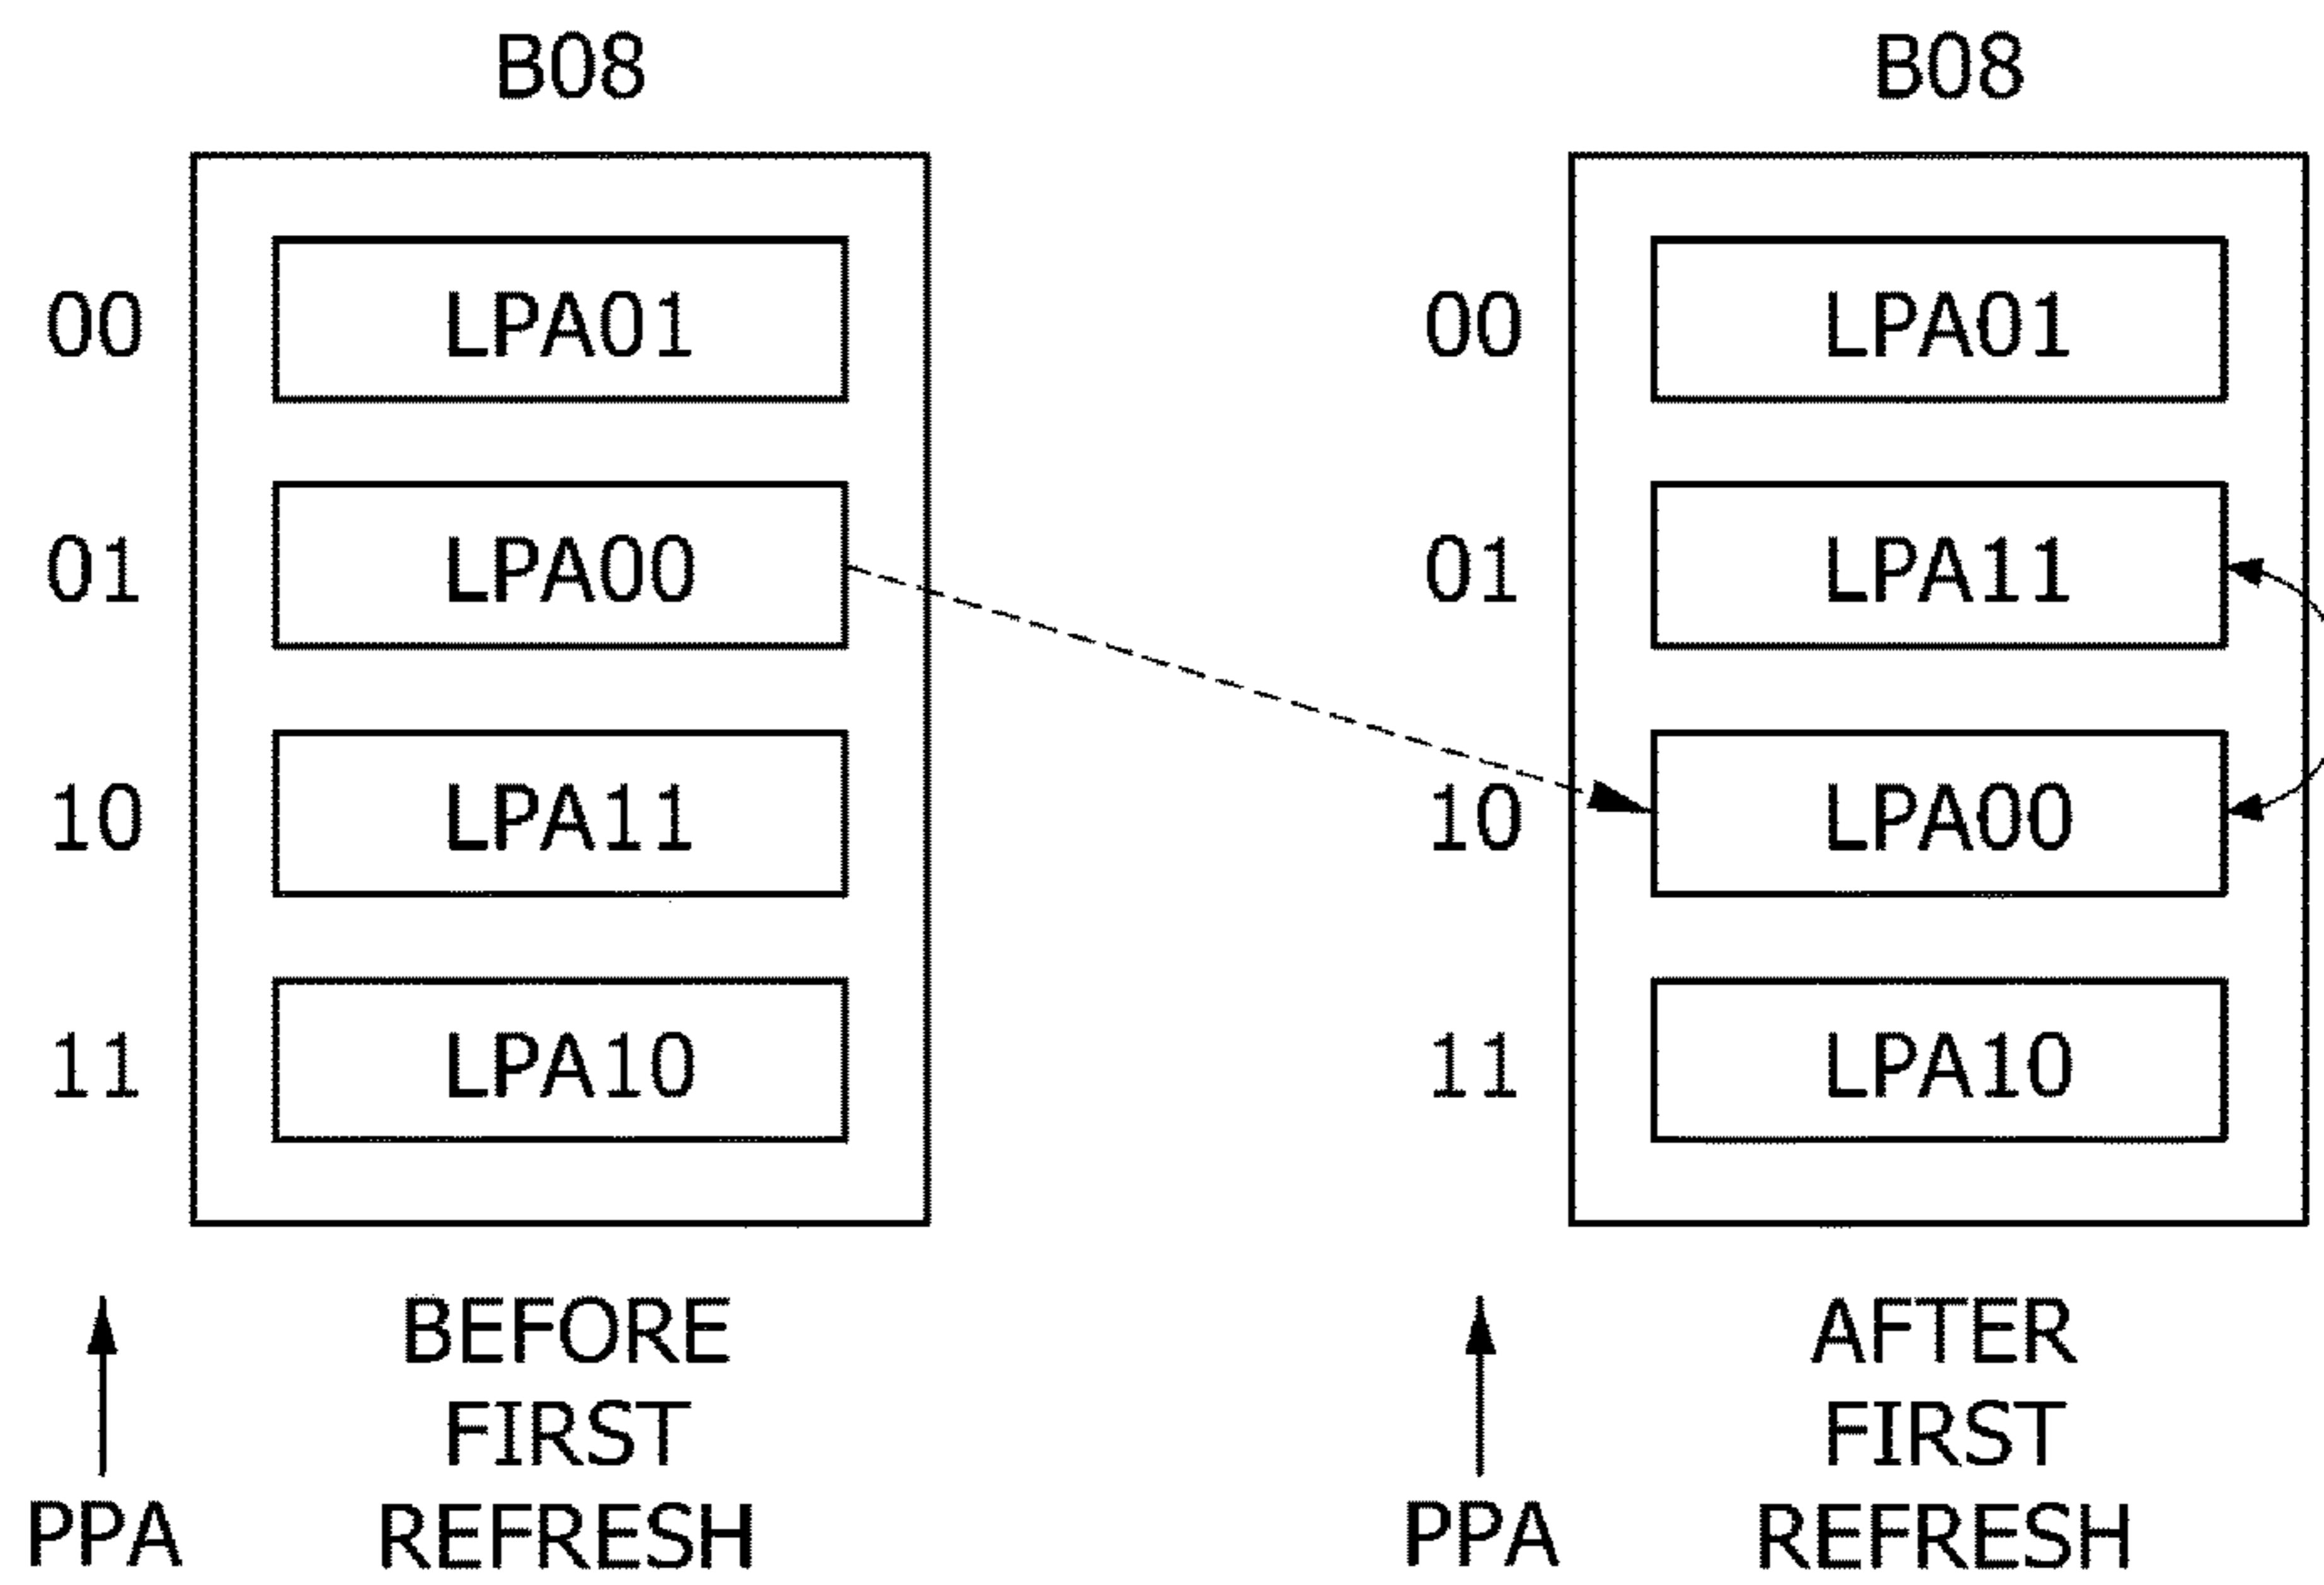 B08 B08
00 LPA01 00 LPA01
01 LPA00 01 LPA11
10 LPA11 10 LPA00
11 LPA10 11 LPA10
BEFORE AFTER
FIRST FIRST
PPA REFRESH PPA REFRESH